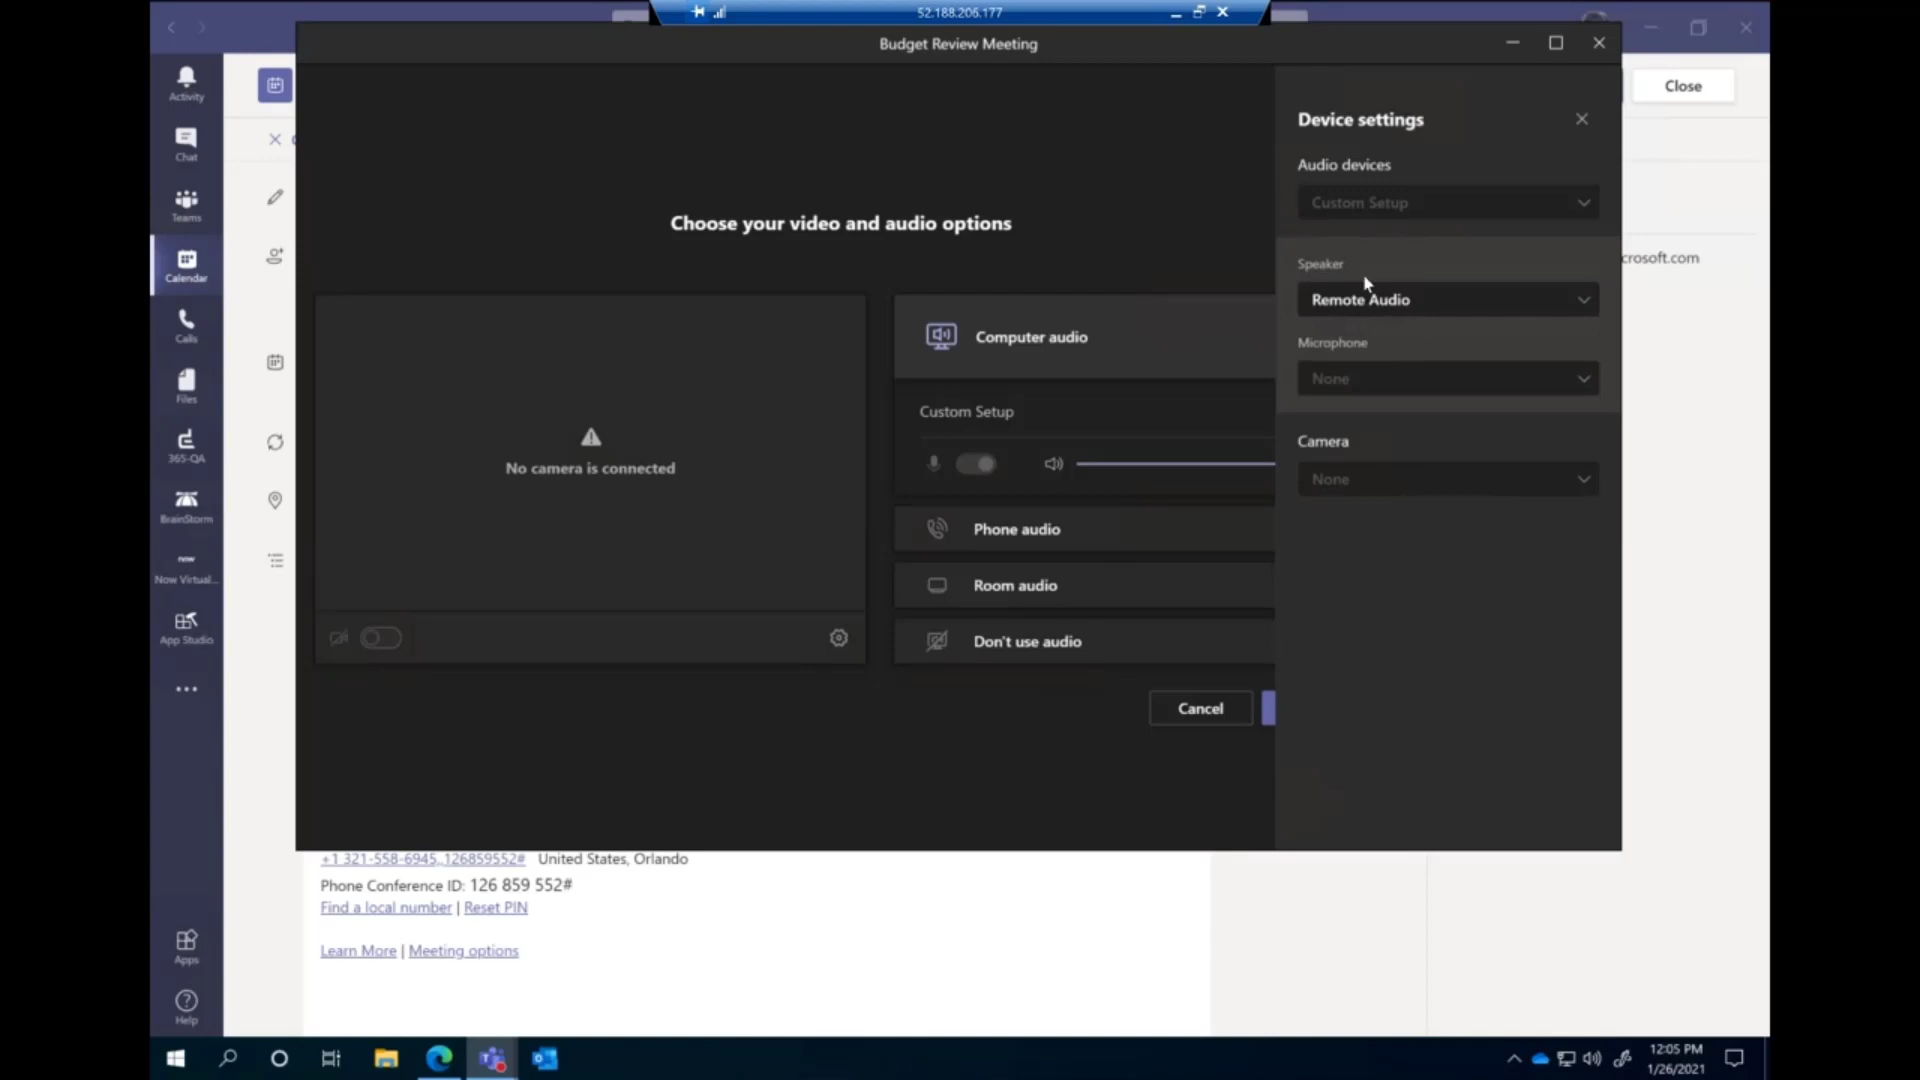 52.188.206.177
Budget Review Meeting
Activity
Chat
Teams
Calendar
Calls
Files
365-QA
BrainStorm
now
Now Virtual...
App Studio
Apps
Help
Close
crosoft.com
Choose your video and audio options
No camera is connected
Computer audio
Custom Setup
Phone audio
Room audio
Don't use audio
Cancel
Device settings
Audio devices
Custom Setup
Speaker
Remote Audio
Microphone
None
Camera
None
+1 321-558-6945,,126859552# United States, Orlando
Phone Conference ID: 126 859 552#
Find a local number | Reset PIN
Learn More | Meeting options
12:05 PM
1/26/2021